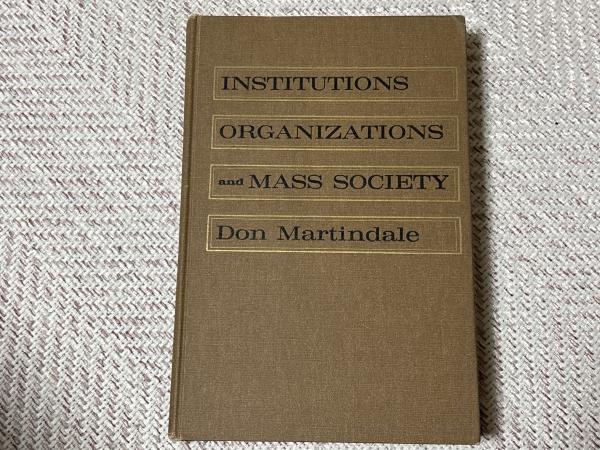 INSTITUTIONS
ORGANIZATIONS
and MASS SOCIETY
Don Martindale